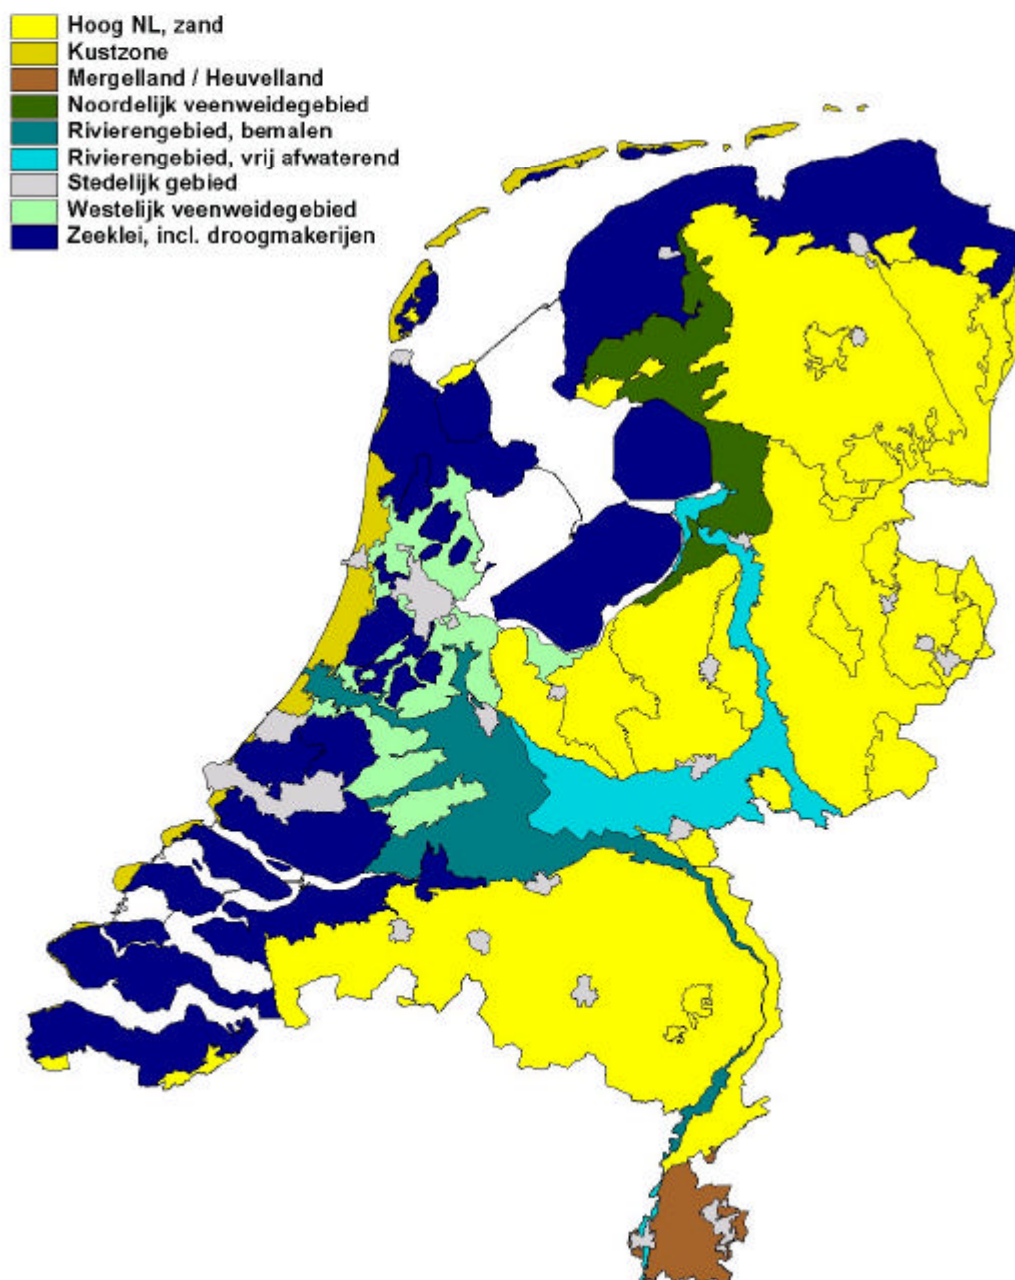 Hoog NL, zand
Kustzone
Mergelland / Heuvelland
Noordelijk veenweidegebied
Rivierengebied, bemalen
Rivierengebied, vrij afwaterend
Stedelijk gebied
Westelijk veenweidegebied
Zeeklei, incl. droogmakerijen